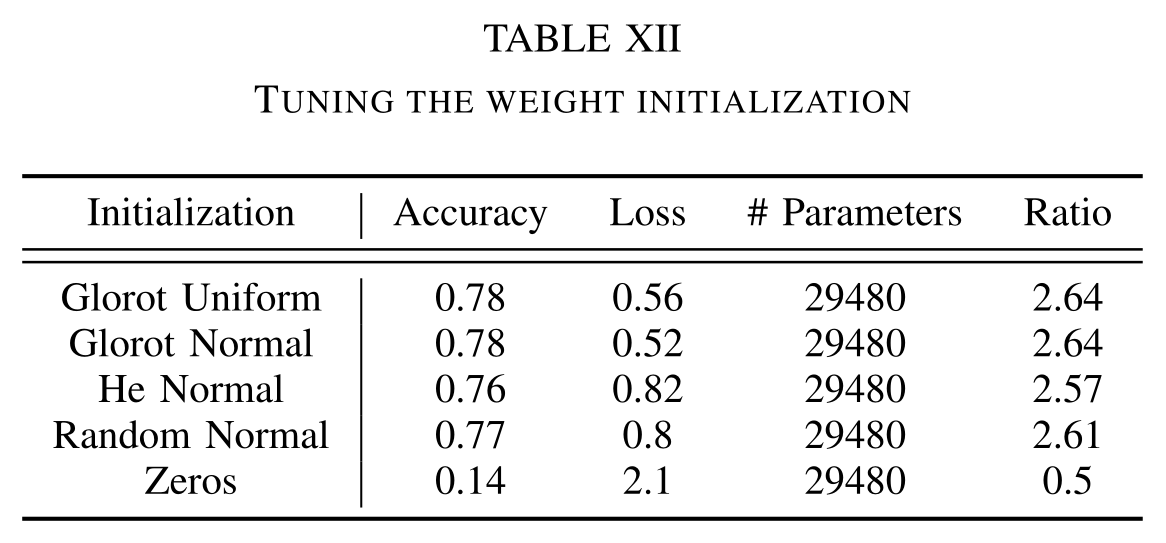 TABLE XII
TUNING THE WEIGHT INITIALIZATION
Initialization Accuracy Loss # Parameters Ratio
Glorot Uniform 0.78 0.56 29480 2.64
Glorot Normal 0.78 0.52 29480 2.64
He Normal 0.76 0.82 29480 2.57
Random Normal 0.77 0.8 29480 2.61
Zeros 0.14 2.1 29480 0.5